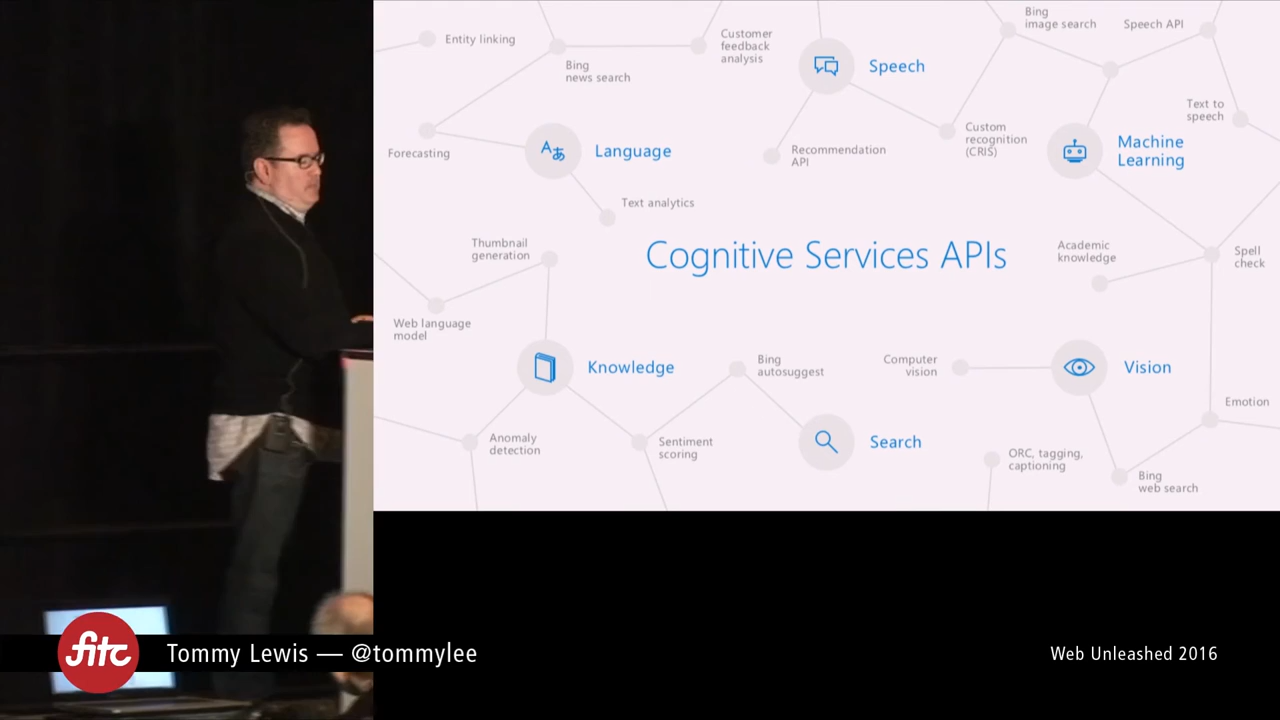 Entity linking
Bing
news search
Customer
feedback
analysis
Speech
Bing
image search
Speech API
Text to
speech
Forecasting
Aあ
Language
Recommendation
API
Custom
recognition
(CRIS)
Machine
Learning
Text analytics
Thumbnail
generation
Cognitive Services APIs
Academic
knowledge
Spell
check
Web language
model
Knowledge
Bing
autosuggest
Computer
vision
Vision
Emotion
Anomaly
detection
Sentiment
scoring
Search
ORC, tagging,
captioning
Bing
web search
fitc
Tommy Lewis — @tommylee
Web Unleashed 2016